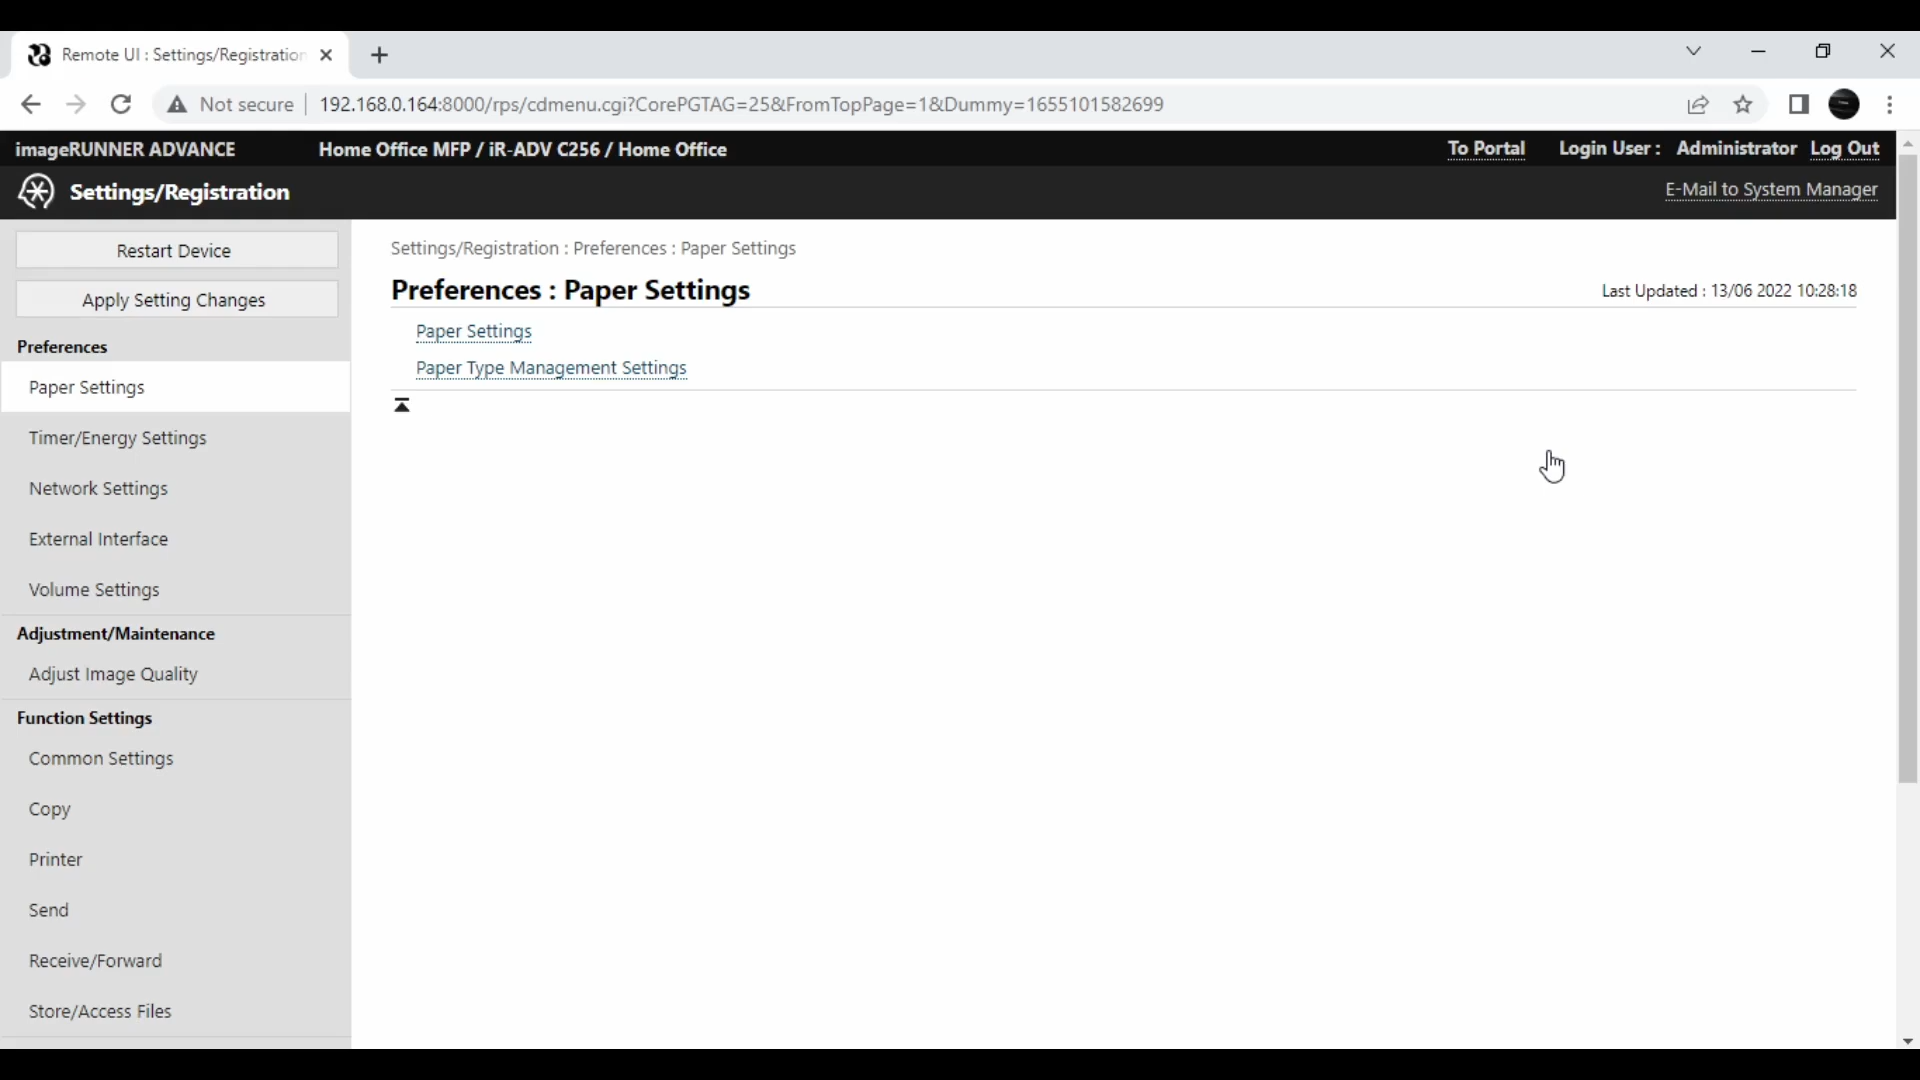 Remote UI : Settings/Registration
Not secure
192.168.0.164:8000/rps/cdmenu.cgi?CorePGTAG=25&FromTopPage=1&Dummy=1655101582699
imageRUNNER ADVANCE
Home Office MFP / iR-ADV C256 / Home Office
To Portal
Login User : Administrator
Log Out
Settings/Registration
E-Mail to System Manager
Restart Device
Apply Setting Changes
Preferences
Paper Settings
Timer/Energy Settings
Network Settings
External Interface
Volume Settings
Adjustment/Maintenance
Adjust Image Quality
Function Settings
Common Settings
Copy
Printer
Send
Receive/Forward
Store/Access Files
Settings/Registration : Preferences : Paper Settings
Preferences : Paper Settings
Last Updated : 13/06 2022 10:28:18
Paper Settings
Paper Type Management Settings